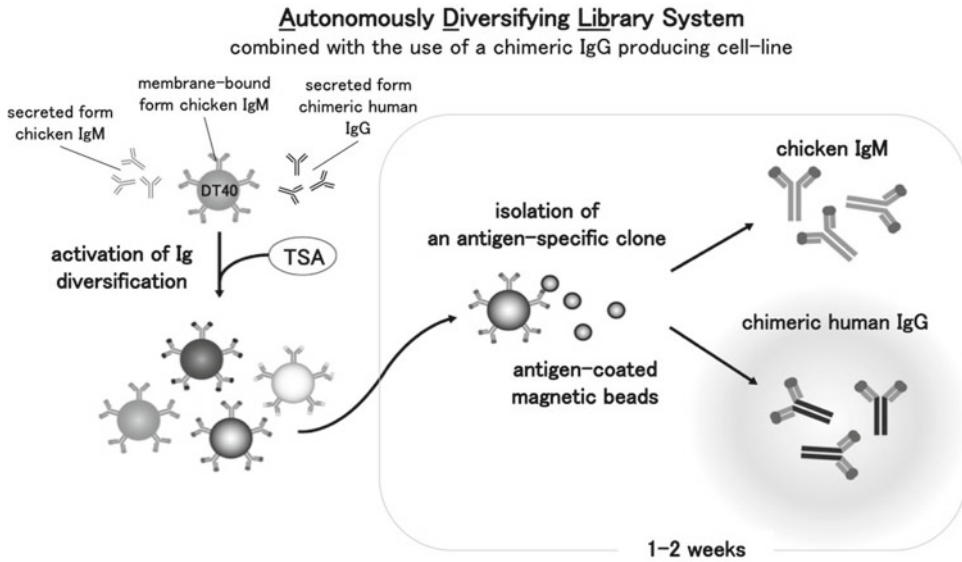 Autonomously Diversifying Library System
combined with the use of a chimeric IgG producing cell-line
secreted form
chicken IgM
membrane-bound
form chicken IgM
secreted form
chimeric human
IgG
DT40
activation of Ig
diversification
TSA
isolation of
an antigen-specific clone
antigen-coated
magnetic beads
chicken IgM
chimeric human IgG
1-2 weeks